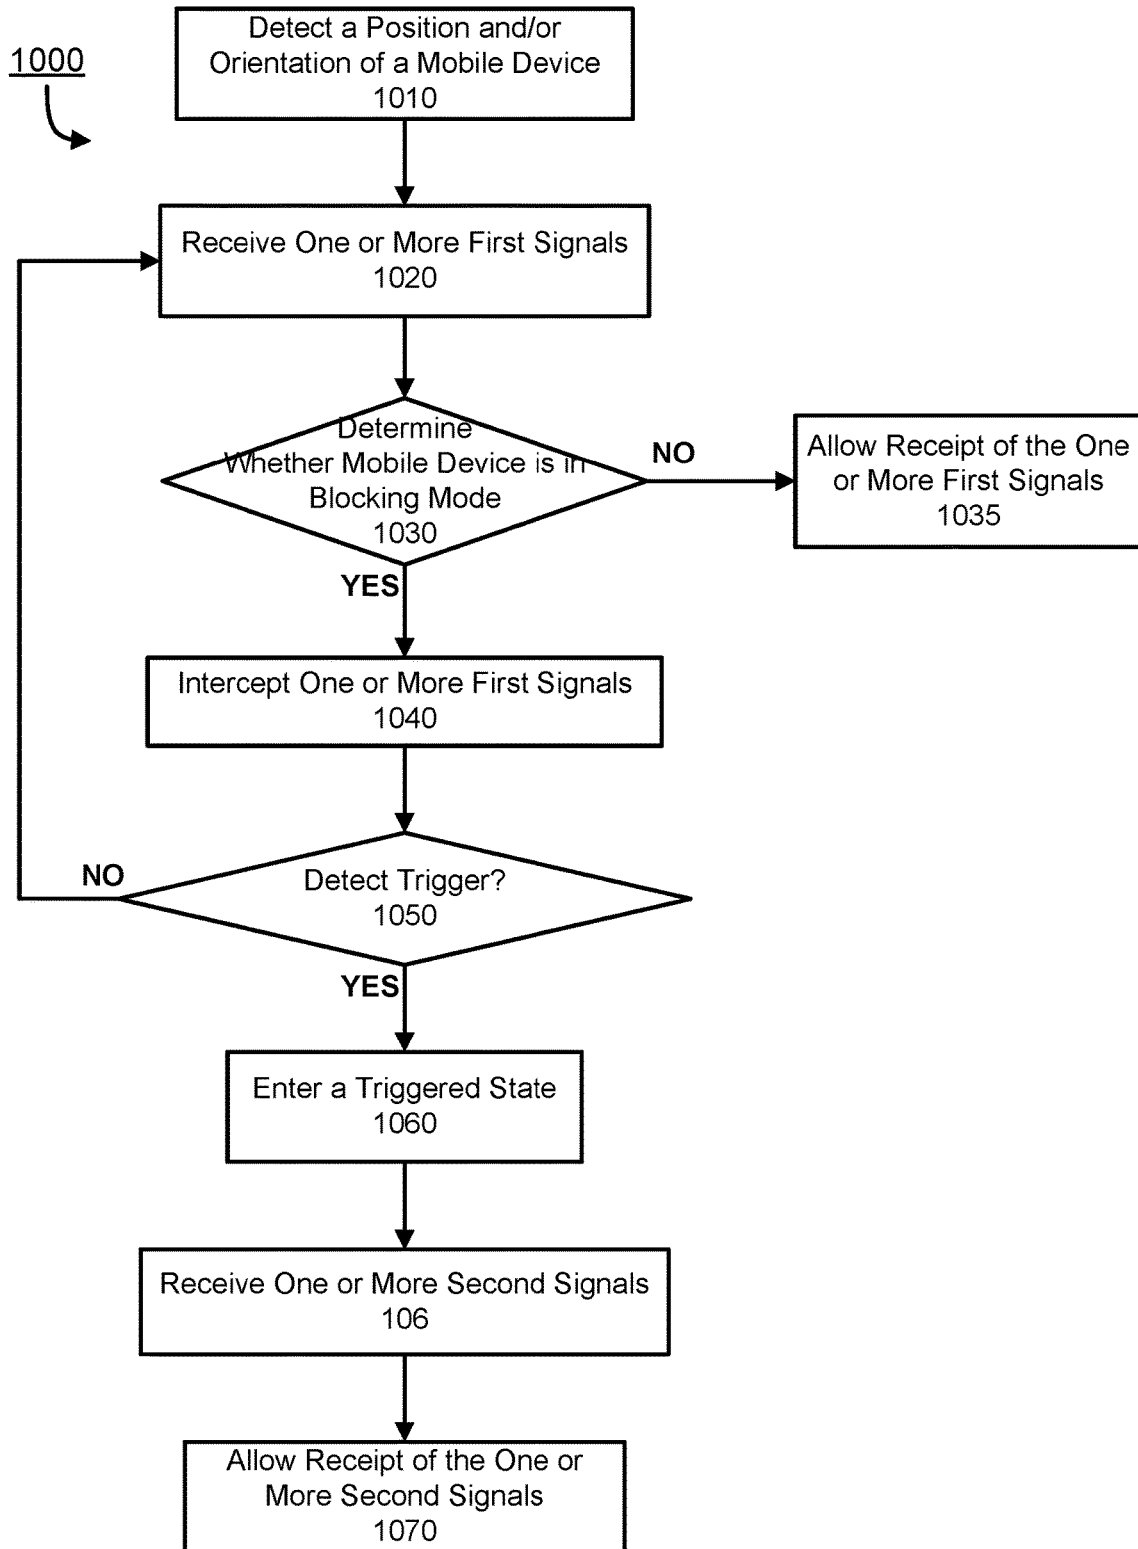 1000
Detect a Position and/or
Orientation of a Mobile Device
1010
Receive One or More First Signals
1020
Determine
Whether Mobile Device is in
Blocking Mode
1030
NO
Allow Receipt of the One
or More First Signals
1035
YES
Intercept One or More First Signals
1040
NO
Detect Trigger?
1050
YES
Enter a Triggered State
1060
Receive One or More Second Signals
106
Allow Receipt of the One or
More Second Signals
1070